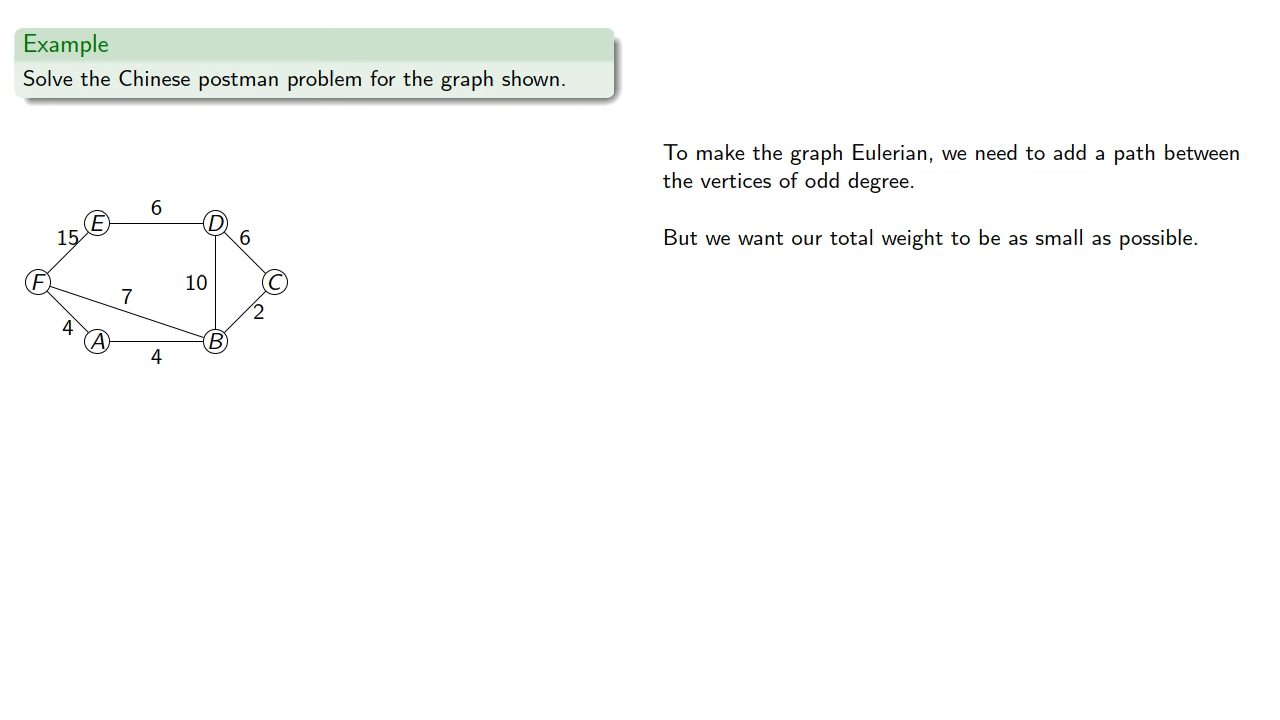 Example
Solve the Chinese postman problem for the graph shown.
To make the graph Eulerian, we need to add a path between
the vertices of odd degree.
But we want our total weight to be as small as possible.
6
E
D
15
6
F
7
10
C
4
2
A
B
4